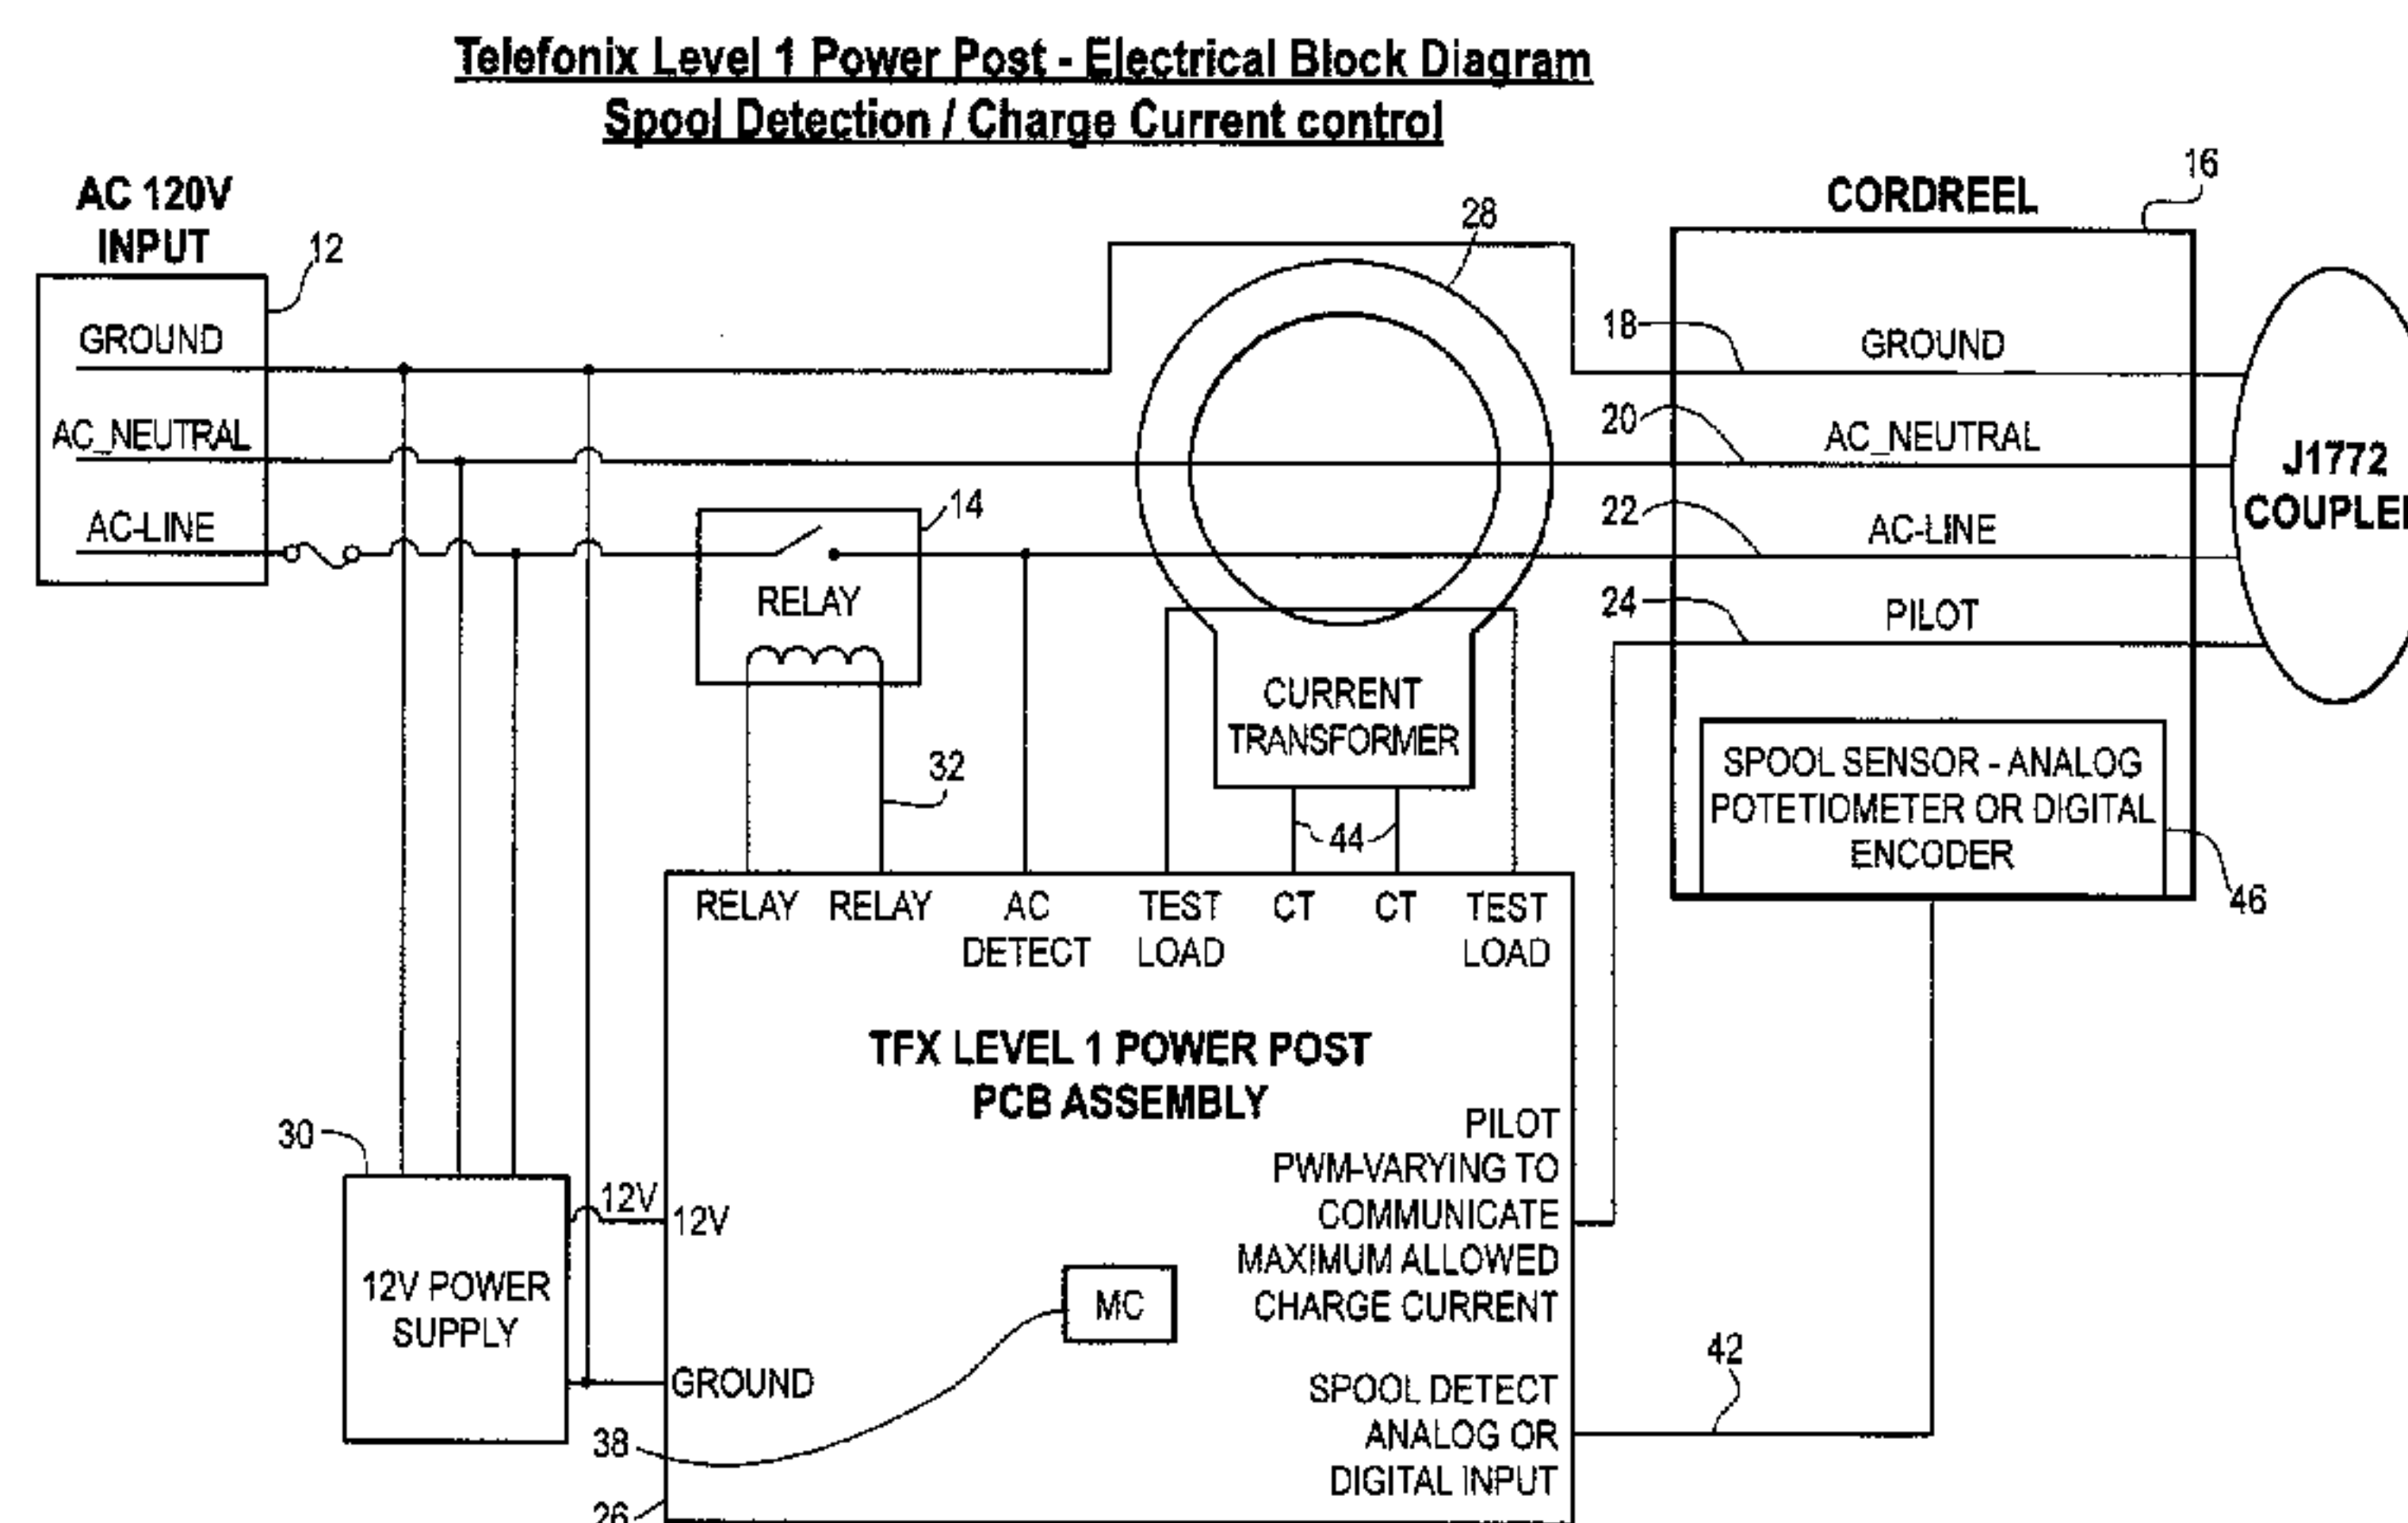 Telefonix Level 1 Power Post - Electrical Block Diagram
Spool Detection / Charge Current control
AC 120V
INPUT
12
GROUND
AC_NEUTRAL
AC-LINE
14
RELAY
32
28
CURRENT
TRANSFORMER
44
CORDREEL
16
18
GROUND
20
AC_NEUTRAL
22
AC-LINE
24
PILOT
J1772
COUPLE
SPOOL SENSOR - ANALOG
POTETIOMETER OR DIGITAL
ENCODER
46
RELAY RELAY AC DETECT TEST LOAD CT CT TEST LOAD
TFX LEVEL 1 POWER POST
PCB ASSEMBLY
30
12V POWER
SUPPLY
12V
12V
GROUND
MC
38
26
PILOT
PWM-VARYING TO
COMMUNICATE
MAXIMUM ALLOWED
CHARGE CURRENT
SPOOL DETECT
ANALOG OR
DIGITAL INPUT
42